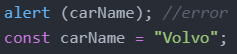 alert (carName); //error
const carName = "Volvo";